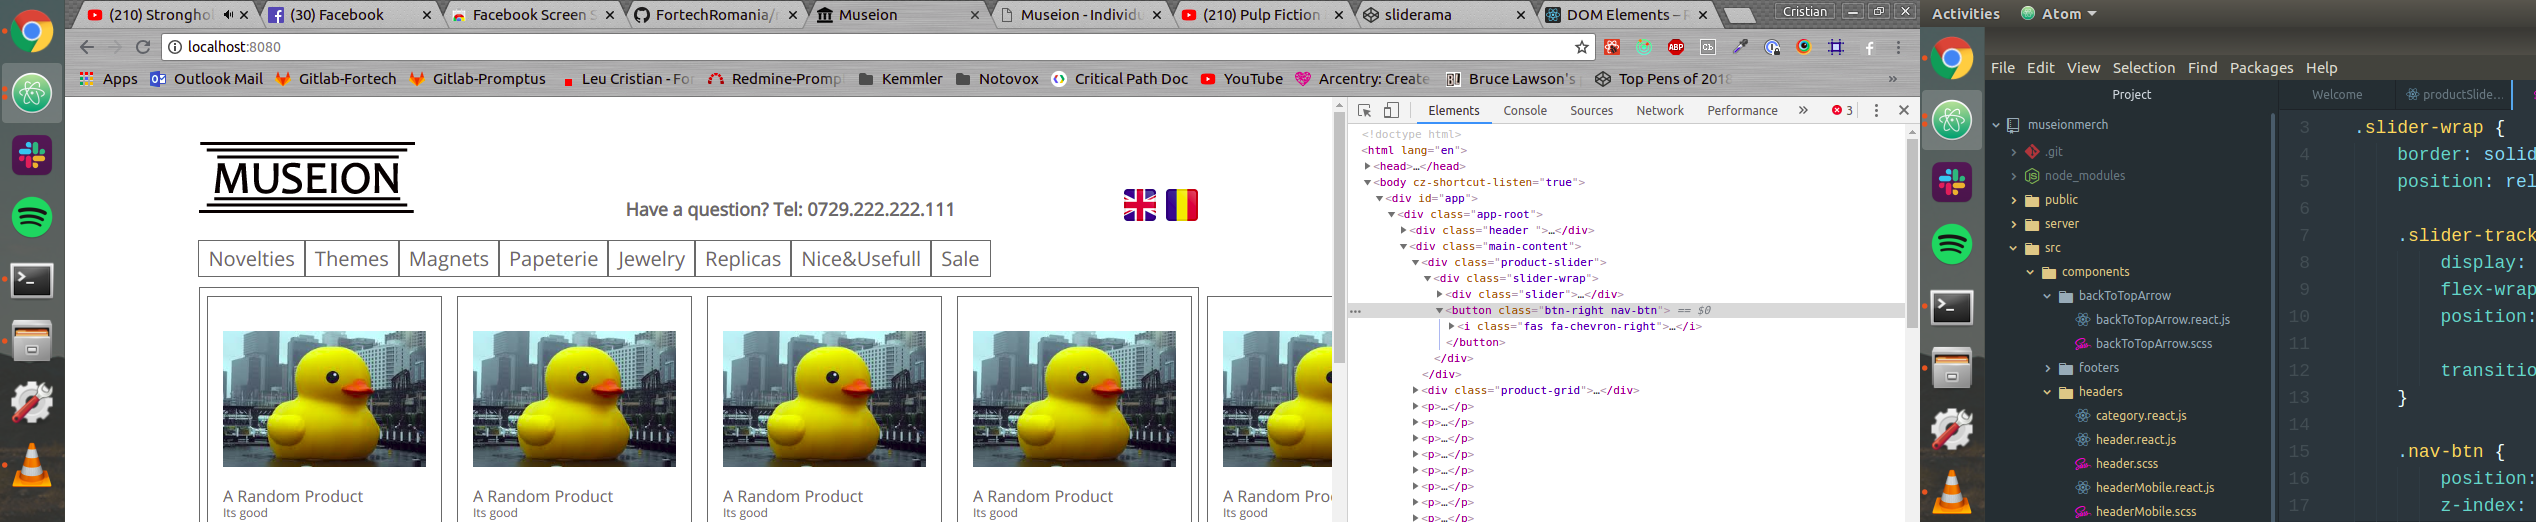 (210) Stronghol
(30) Facebook
Facebook Screen S
FortechRomania/r
Museion
Museion - Individu
(210) Pulp Fiction
sliderama
DOM Elements – R
Cristian
localhost:8080
Apps
Outlook Mail
Gitlab-Fortech
Gitlab-Promptus
Leu Cristian - For
Redmine-Promp
Kemmler
Notovox
Critical Path Doc
YouTube
Arcentry: Create
Bruce Lawson's
Top Pens of 2018
»
MUSEION
Have a question? Tel: 0729.222.222.111
Novelties Themes Magnets Papeterie Jewelry Replicas Nice&Usefull Sale
A Random Product
Its good
A Random Product
Its good
A Random Product
Its good
A Random Product
Its good
A Random Produc
Its good
Elements Console Sources Network Performance » 3
<!doctype html>
<html lang="en">
<head>…</head>
<body cz-shortcut-listen="true">
<div id="app">
<div class="app-root">
<div class="header ">…</div>
<div class="main-content">
<div class="product-slider">
<div class="slider-wrap">
<div class="slider">…</div>
<button class="btn-right nav-btn"> == $0
<i class="fas fa-chevron-right">…</i>
</button>
</div>
</div>
<div class="product-grid">…</div>
<p>…</p>
<p>…</p>
<p>…</p>
<p>…</p>
<p>…</p>
<p>…</p>
<p>…</p>
<p>…</p>
Activities Atom
File Edit View Selection Find Packages Help
Project
museionmerch
.git
node_modules
public
server
src
components
backToTopArrow
backToTopArrow.react.js
backToTopArrow.scss
footers
headers
category.react.js
header.react.js
header.scss
headerMobile.react.js
headerMobile.scss
Welcome productSlide...
3 .slider-wrap {
4 border: solid
5 position: rel
6
7 .slider-track
8 display:
9 flex-wrap
10 position:
11
12 transitio
13 }
14
15 .nav-btn {
16 position:
17 z-index: